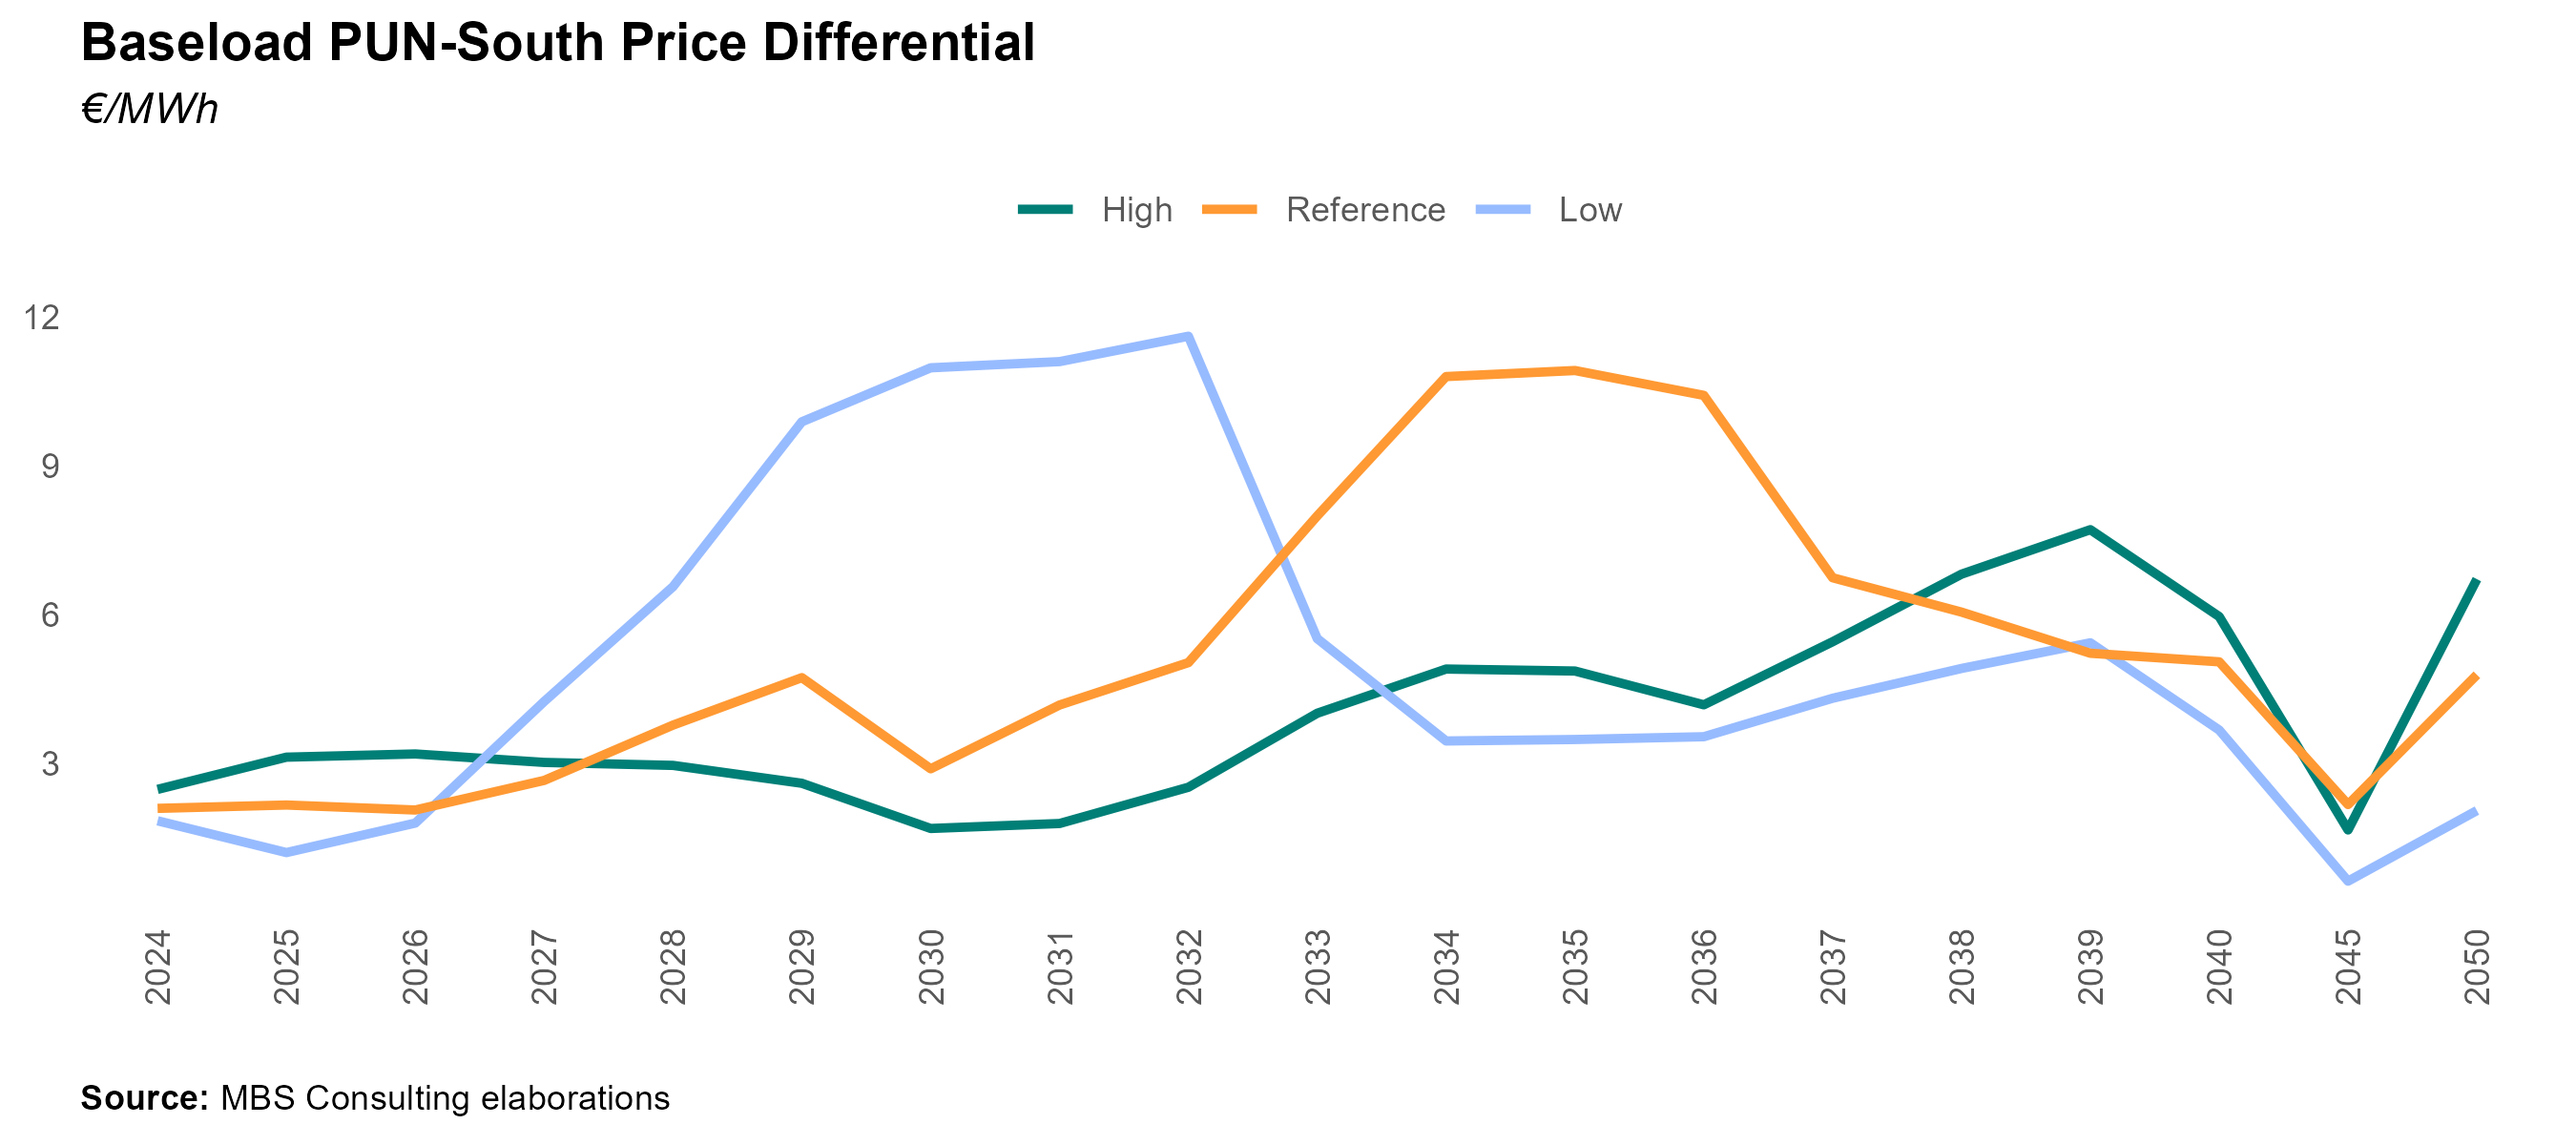 Baseload PUN-South Price Differential
€/MWh
High Reference Low
12
9
6
3
2024 2025 2026 2027 2028 2029 2030 2031 2032 2033 2034 2035 2036 2037 2038 2039 2040 2045 2050
Source: MBS Consulting elaborations